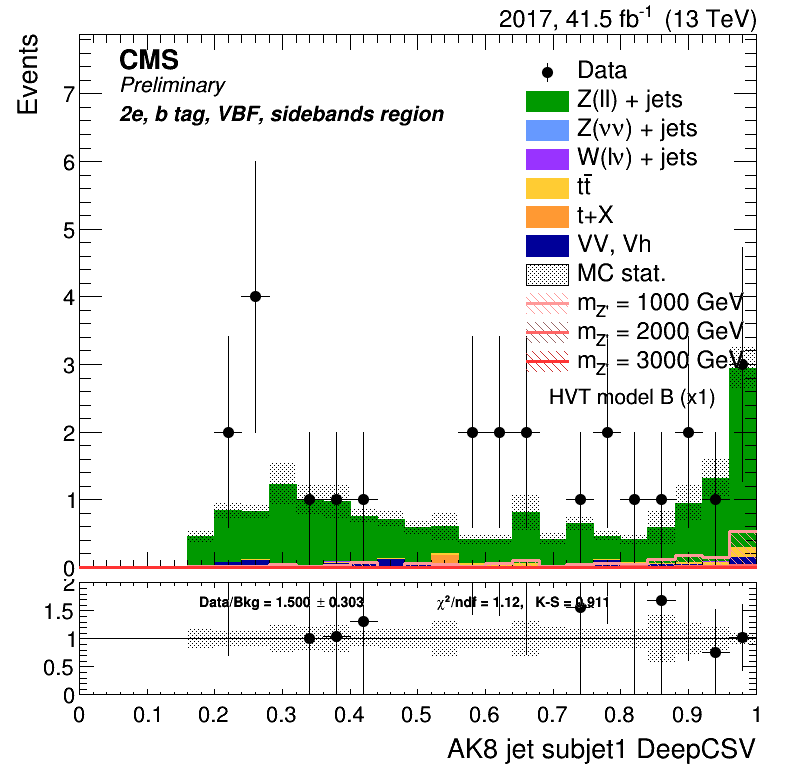 2017, 41.5 fb⁻¹ (13 TeV)
Events
CMS
Preliminary
2e, b tag, VBF, sidebands region
Data
Z(ll) + jets
Z(νν) + jets
W(lν) + jets
tt̄
t+X
VV, Vh
MC stat.
m_Z' = 1000 GeV
m_Z' = 2000 GeV
m_Z' = 3000 GeV
HVT model B (x1)
7
6
5
4
3
2
1
0
Data/Bkg = 1.500 ± 0.303
χ²/ndf = 1.12, K-S = 0.911
2
1.5
1
0.5
0
0 0.1 0.2 0.3 0.4 0.5 0.6 0.7 0.8 0.9 1
AK8 jet subjet1 DeepCSV